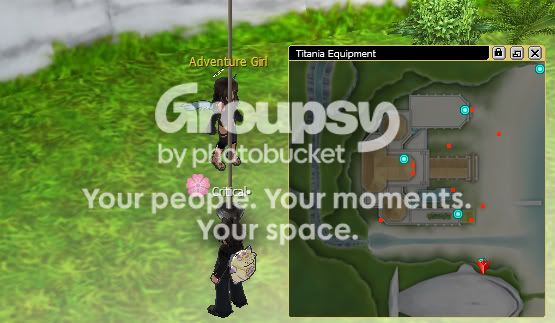 Titania Equipment
Adventure Girl
Groupsy
by photobucket
Critical•
Your people. Your moments.
Your space.